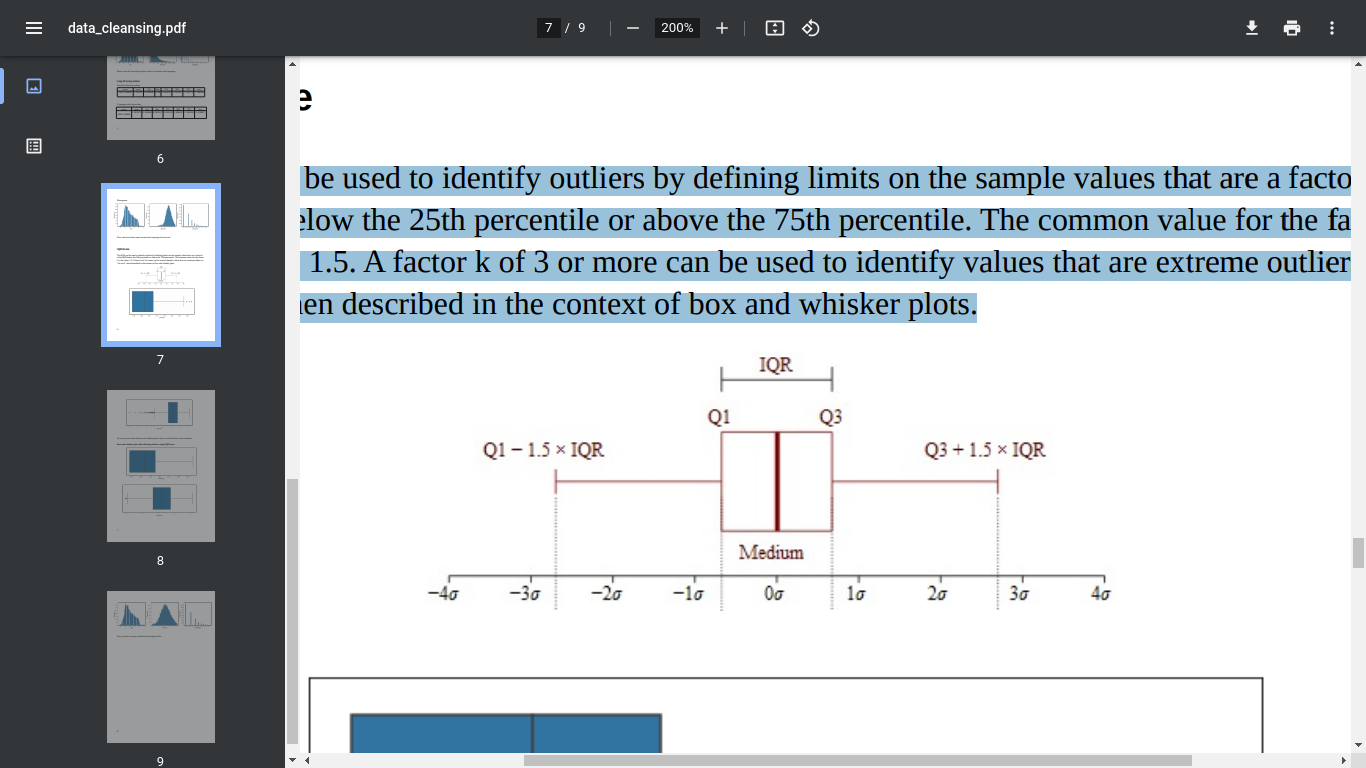 data_cleansing.pdf
7 / 9
200%
6
7
8
9
e
be used to identify outliers by defining limits on the sample values that are a facto
elow the 25th percentile or above the 75th percentile. The common value for the fa
1.5. A factor k of 3 or more can be used to identify values that are extreme outlier
en described in the context of box and whisker plots.
IQR
Q1 Q3
Q1 − 1.5 × IQR Q3 + 1.5 × IQR
Medium
−4σ −3σ −2σ −1σ 0σ 1σ 2σ 3σ 4σ